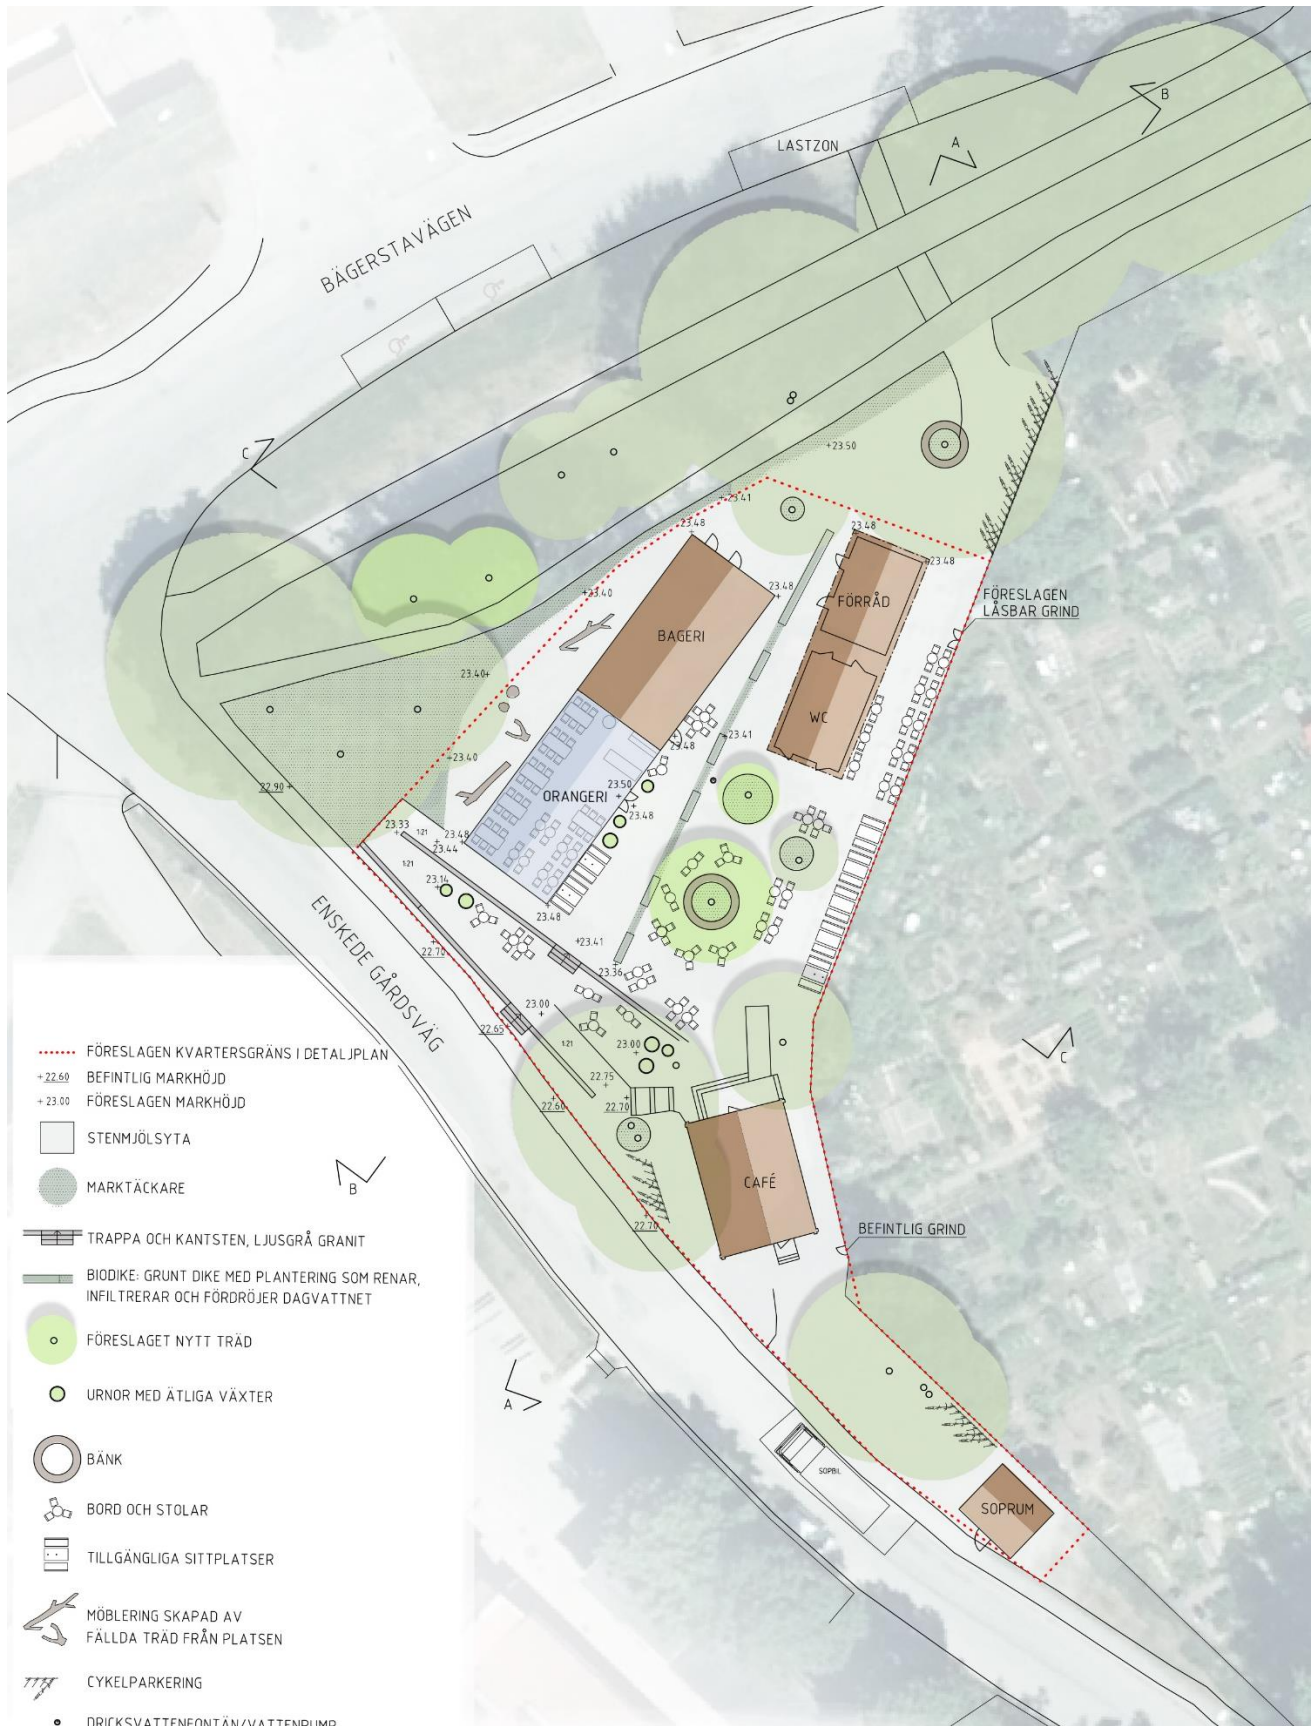 LASTZON
A
B
BÄGERSTAVÄGEN
C
+23.50
+23.41
23.48
23.48
+23.48
23.48
+23.40
FÖRRÅD
FÖRESLAGEN
LÅSBAR GRIND
BAGERI
23.40+
WC
+23.41
23.48
+23.40
22.90+
23.50
ORANGERI
23.48
23.33
1:21
23.48
23.44
1:21
23.14
23.48
+23.41
23.36
22.70
ENSKEDE GÅRDSVÄG
23.00
22.65
1:21
23.00
22.75
22.60
22.70
C
CAFÉ
22.70
BEFINTLIG GRIND
A
SOPBIL
SOPRUM
FÖRESLAGEN KVARTERSGRÄNS I DETALJPLAN
+22.60 BEFINTLIG MARKHÖJD
+23.00 FÖRESLAGEN MARKHÖJD
STENMJÖLSYTA
B
MARKTÄCKARE
TRAPPA OCH KANTSTEN, LJUSGRÅ GRANIT
BIODIKE: GRUNT DIKE MED PLANTERING SOM RENAR,
INFILTRERAR OCH FÖRDRÖJER DAGVATTNET
FÖRESLAGET NYTT TRÄD
URNOR MED ÄTLIGA VÄXTER
BÄNK
BORD OCH STOLAR
TILLGÄNGLIGA SITTPLATSER
MÖBLERING SKAPAD AV
FÄLLDA TRÄD FRÅN PLATSEN
CYKELPARKERING
DRICKSVATTENFONTÄN/VATTENPUMP